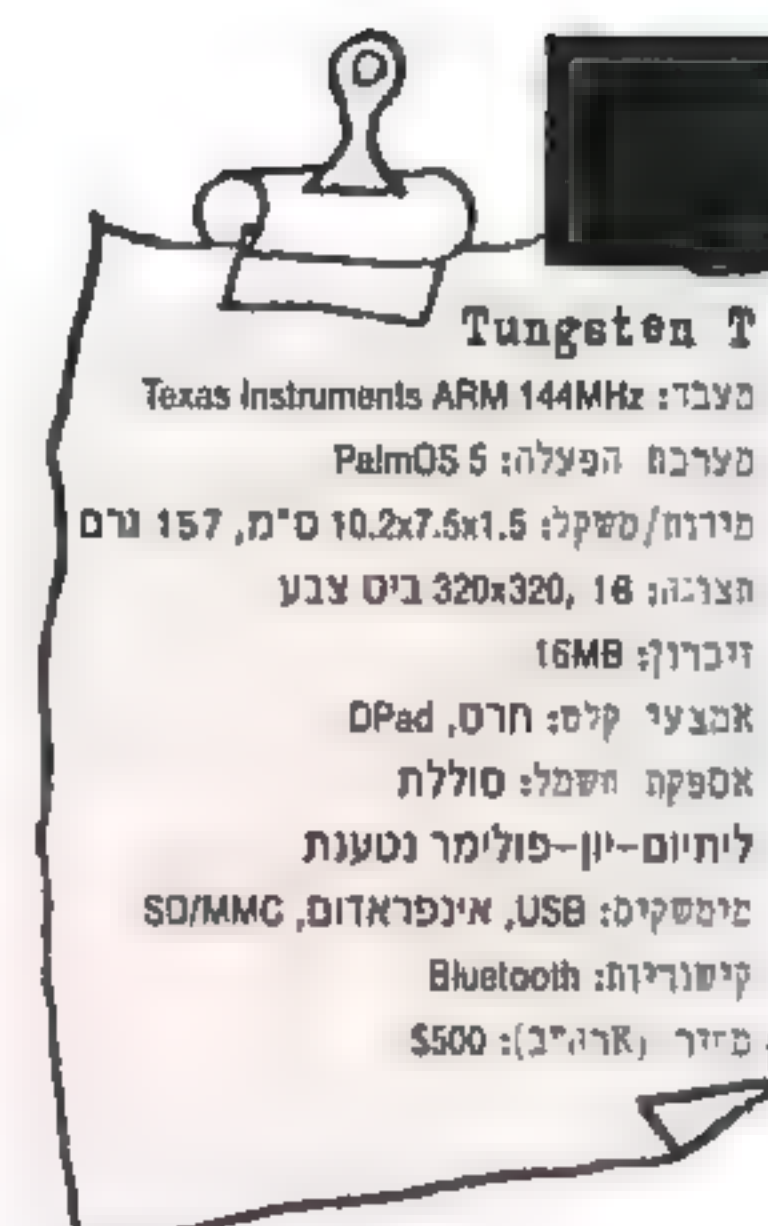 Tungsten T
מעבד: Texas Instruments ARM 144MHz
מערכת הפעלה: PalmOS 5
מידות/משקל: 10.2x7.5x1.5 ס"מ, 157 גרם
תצוגה: 320x320, 16 ביט צבע
זיכרון: 16MB
אמצעי קלט: חרט, DPad
אספקת חשמל: סוללת
ליתיום-יון-פולימר נטענת
מימשקים: USB, אינפראדום, SD/MMC
קישוריות: Bluetooth
מחיר (ארה"ב): $500